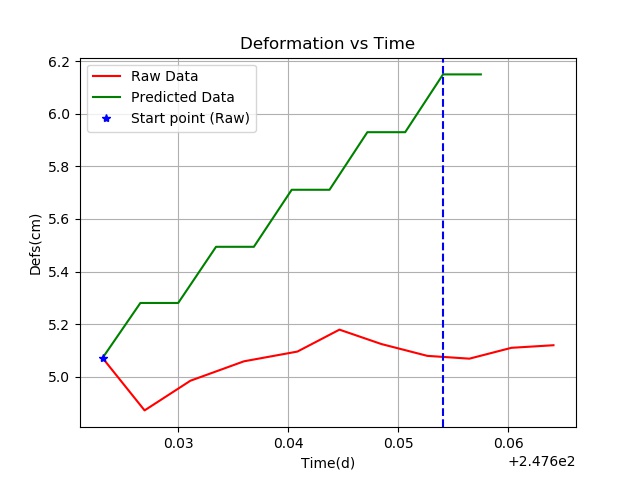 Deformation vs Time
Raw Data
Predicted Data
Start point (Raw)
Defs(cm)
6.2
6.0
5.8
5.6
5.4
5.2
5.0
0.03 0.04 0.05 0.06
Time(d)
+2.476e2